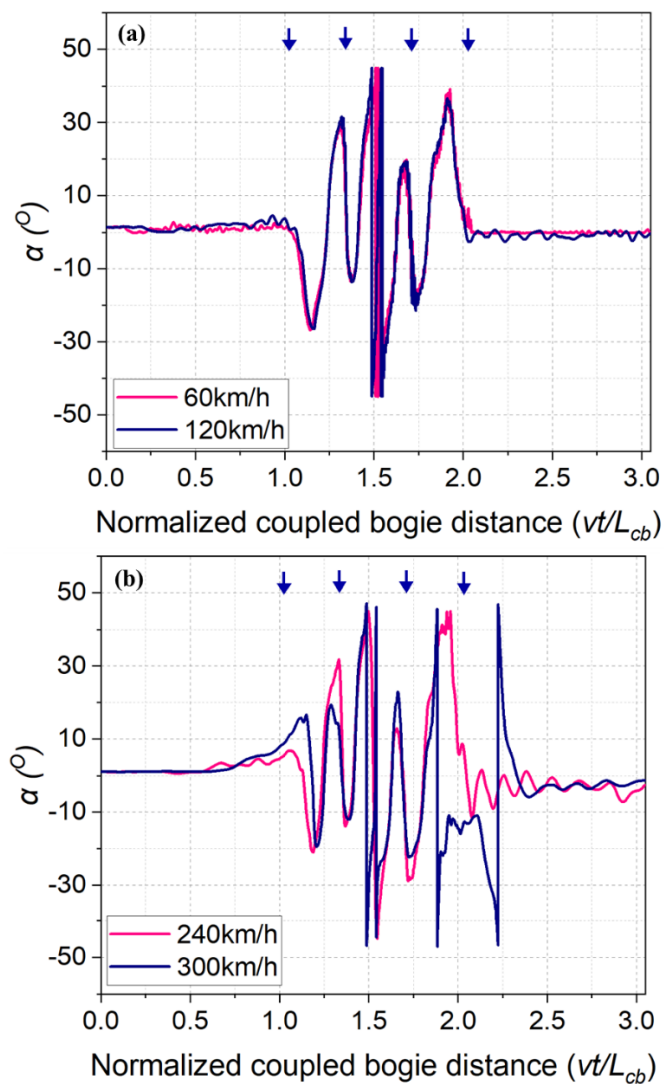 (a)
50
30
10
-10
-30
-50
α (O)
60km/h
120km/h
0.0 0.5 1.0 1.5 2.0 2.5 3.0
Normalized coupled bogie distance (vt/Lcb)
(b)
50
30
10
-10
-30
-50
α (O)
240km/h
300km/h
0.0 0.5 1.0 1.5 2.0 2.5 3.0
Normalized coupled bogie distance (vt/Lcb)